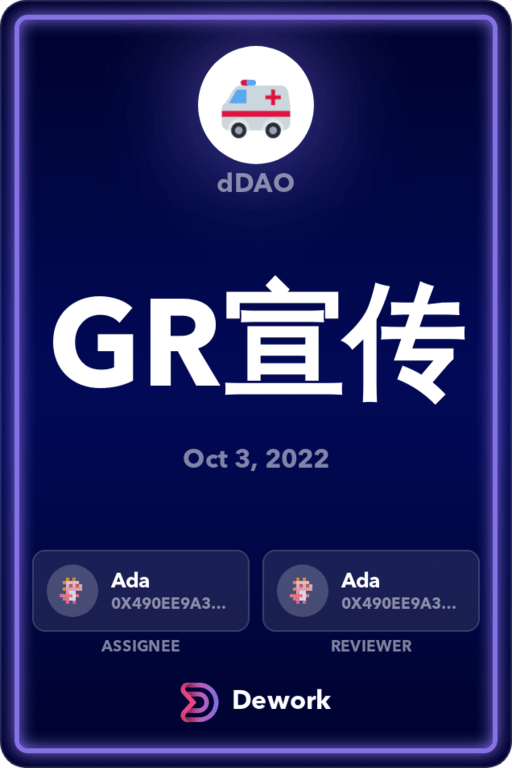 dDAO
GR宣传
Oct 3, 2022
Ada
0X490EE9A3...
ASSIGNEE
Ada
0X490EE9A3...
REVIEWER
Dework